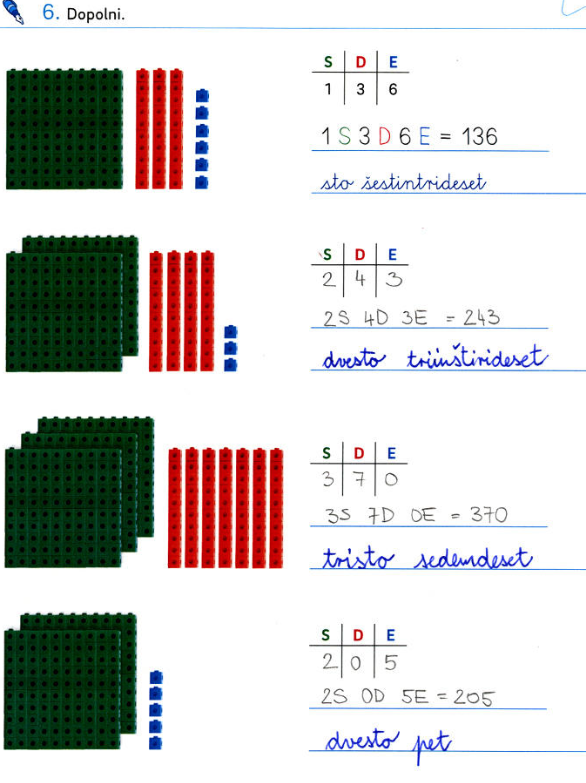 6. Dopolni.
S D E
1 3 6
1 S 3 D 6 E = 136
sto šestintrideset
S D E
2 4 3
2S 4D 3E = 243
dvesto triinštirideset
S D E
3 7 0
3S 7D 0E = 370
tristo sedemdeset
S D E
2 0 5
2S 0D 5E = 205
dvesto pet